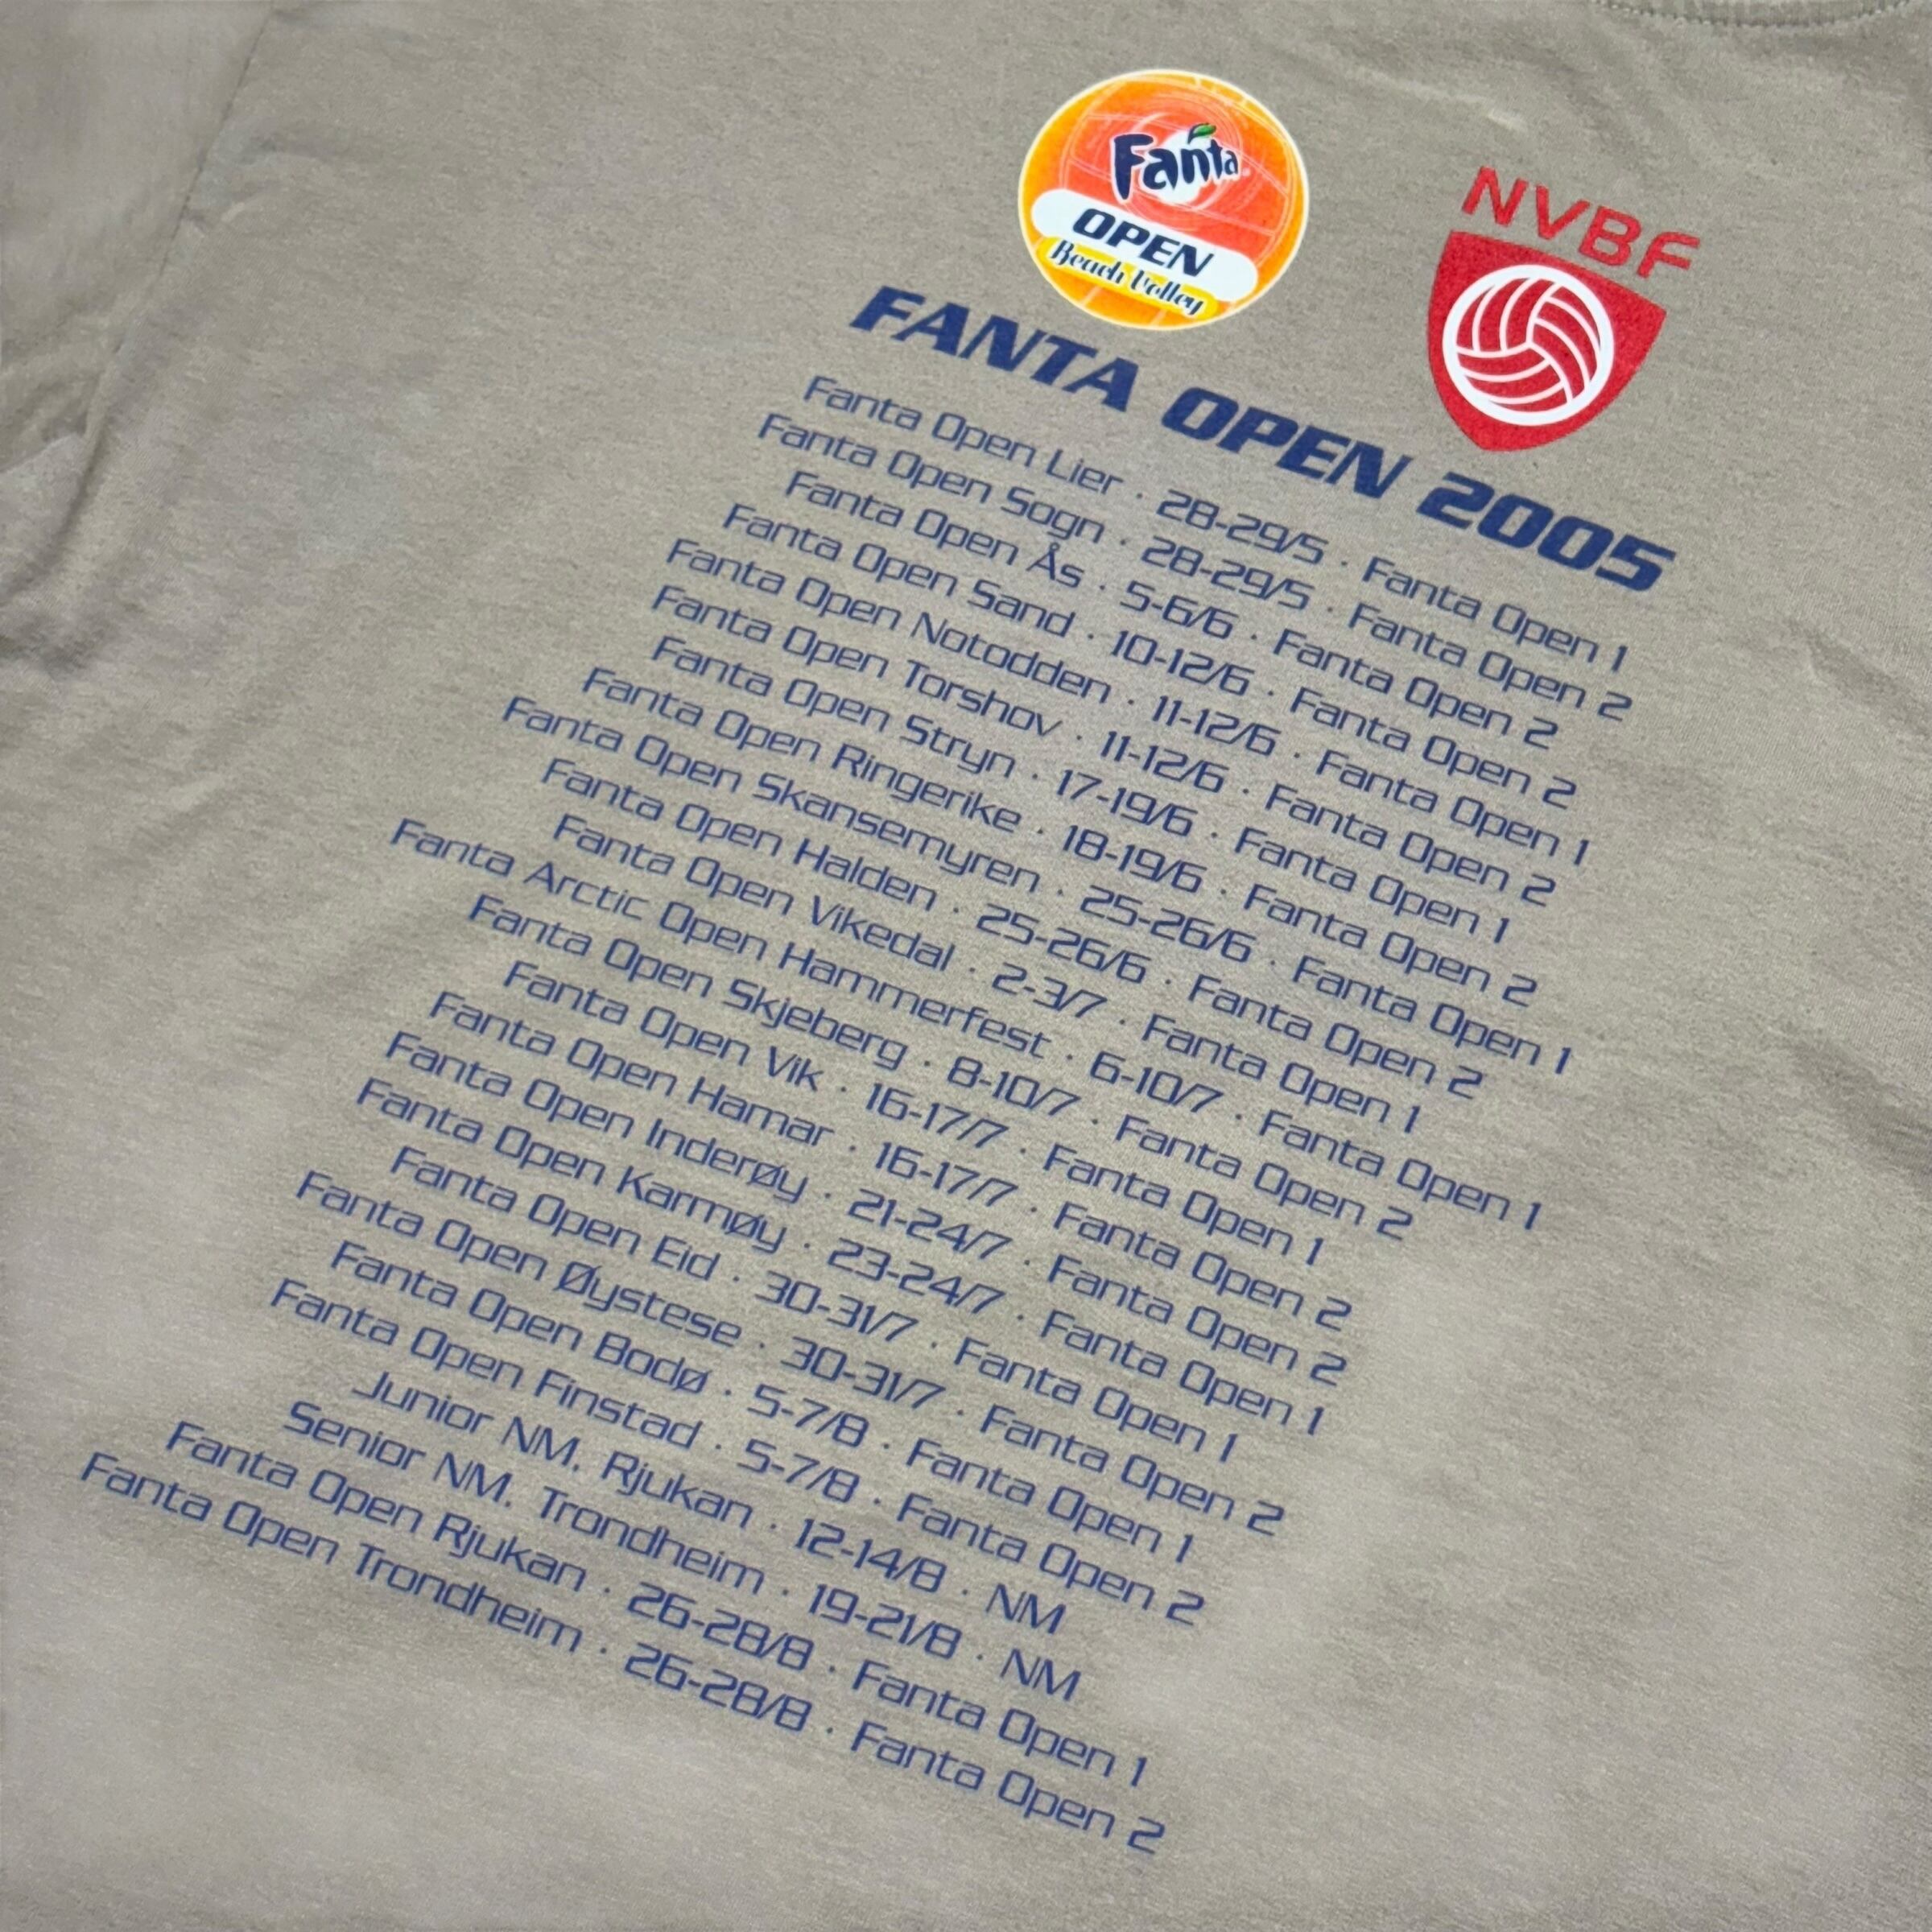 Fanta
OPEN
Beach Volley
NVBF
FANTA OPEN 2005
Fanta Open Lier · 28-29/5 · Fanta Open 1
Fanta Open Sogn · 28-29/5 · Fanta Open 2
Fanta Open Ås · 5-6/6 · Fanta Open 2
Fanta Open Sand · 10-12/6 · Fanta Open 2
Fanta Open Notodden · 11-12/6 · Fanta Open 1
Fanta Open Torshov · 11-12/6 · Fanta Open 2
Fanta Open Stryn · 17-19/6 · Fanta Open 1
Fanta Open Ringerike · 18-19/6 · Fanta Open 2
Fanta Open Skansemyren · 25-26/6 · Fanta Open 1
Fanta Open Halden · 25-26/6 · Fanta Open 2
Fanta Open Vikedal · 2-3/7 · Fanta Open 1
Fanta Arctic Open Hammerfest · 6-10/7 · Fanta Open 1
Fanta Open Skjeberg · 8-10/7 · Fanta Open 2
Fanta Open Vik · 16-17/7 · Fanta Open 1
Fanta Open Hamar · 16-17/7 · Fanta Open 2
Fanta Open Inderøy · 21-24/7 · Fanta Open 2
Fanta Open Karmøy · 23-24/7 · Fanta Open 1
Fanta Open Eid · 30-31/7 · Fanta Open 1
Fanta Open Øystese · 30-31/7 · Fanta Open 2
Fanta Open Bodø · 5-7/8 · Fanta Open 1
Fanta Open Finstad · 5-7/8 · Fanta Open 2
Junior NM, Rjukan · 12-14/8 · NM
Senior NM, Trondheim · 19-21/8 · NM
Fanta Open Rjukan · 26-28/8 · Fanta Open 1
Fanta Open Trondheim · 26-28/8 · Fanta Open 2